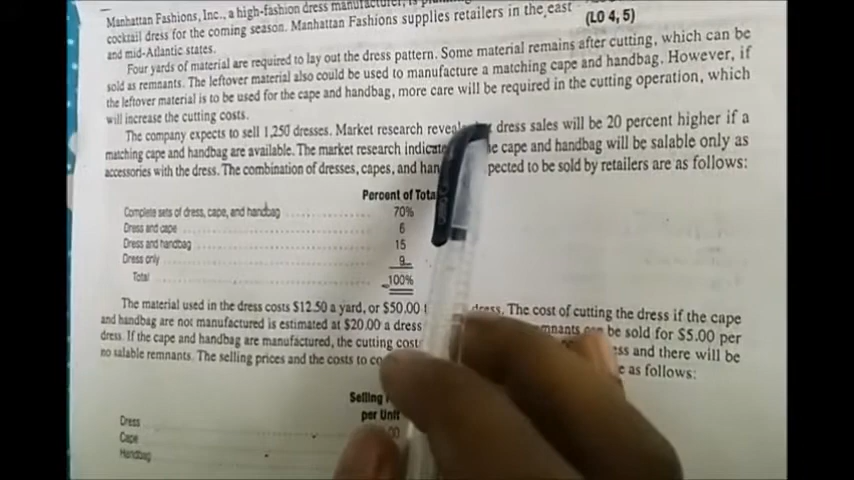 Manhattan Fashions, Inc., a high-fashion dress manufacturer, is
cocktail dress for the coming season. Manhattan Fashions supplies retailers in the east
(LO 4, 5)
and mid-Atlantic states.
Four yards of material are required to lay out the dress pattern. Some material remains after cutting, which can be
sold as remnants. The leftover material also could be used to manufacture a matching cape and handbag. However, if
the leftover material is to be used for the cape and handbag, more care will be required in the cutting operation, which
will increase the cutting costs.
The company expects to sell 1,250 dresses. Market research dress sales will be 20 percent higher if a
matching cape and handbag are available. The market research cape and handbag will be salable only as
accessories with the dress. The combination of dresses, capes, and to be sold by retailers are as follows:
Percent of
Complete sets of dress, cape, and handbag 70%
Dress and cape 6
Dress and handbag 15
Dress only 9
Total 100%
The material used in the dress costs $12.50 a yard, or $50.00 dress. The cost of cutting the dress if the cape
and handbag are not manufactured is estimated at $20.00 a dress be sold for $5.00 per
dress. If the cape and handbag are manufactured, the cutting and there will be
no salable remnants. The selling prices and the costs to as follows:
Selling
per Unit
Dress
Cape
Handbag